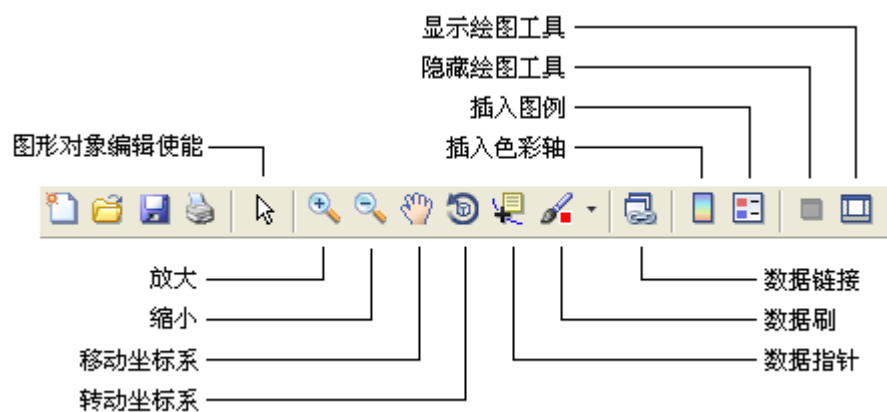 显示绘图工具
隐藏绘图工具
插入图例
图形对象编辑使能
插入色彩轴
放大
数据链接
缩小
数据刷
移动坐标系
数据指针
转动坐标系